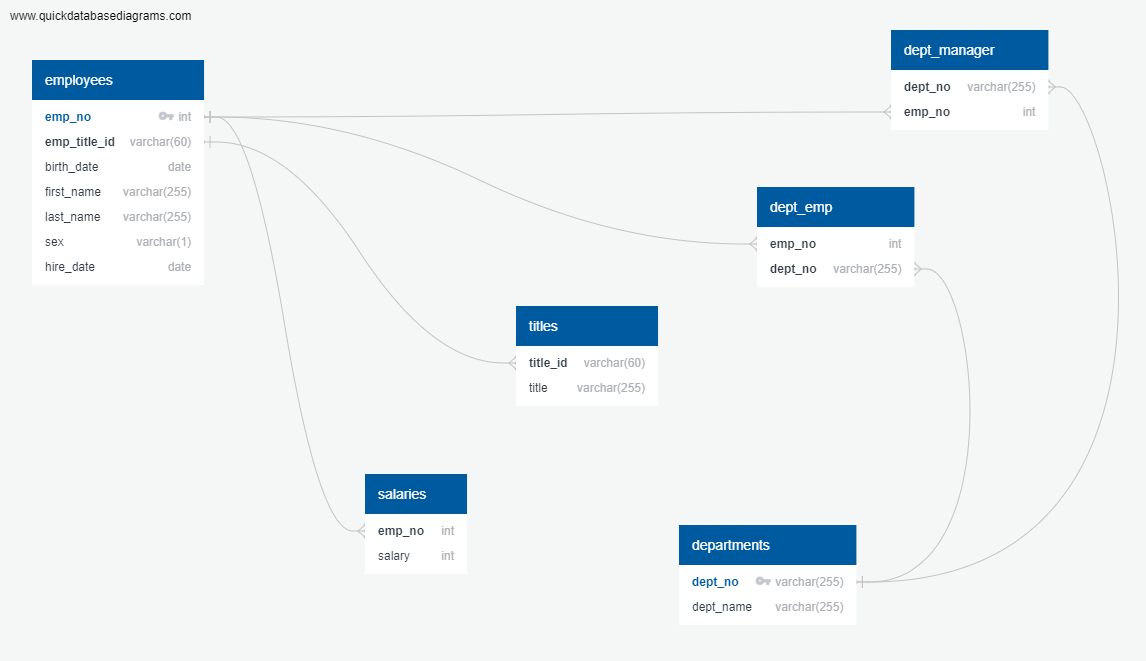 www.quickdatabasediagrams.com
employees
emp_no int
emp_title_id varchar(60)
birth_date date
first_name varchar(255)
last_name varchar(255)
sex varchar(1)
hire_date date
dept_manager
dept_no varchar(255)
emp_no int
dept_emp
emp_no int
dept_no varchar(255)
titles
title_id varchar(60)
title varchar(255)
salaries
emp_no int
salary int
departments
dept_no varchar(255)
dept_name varchar(255)